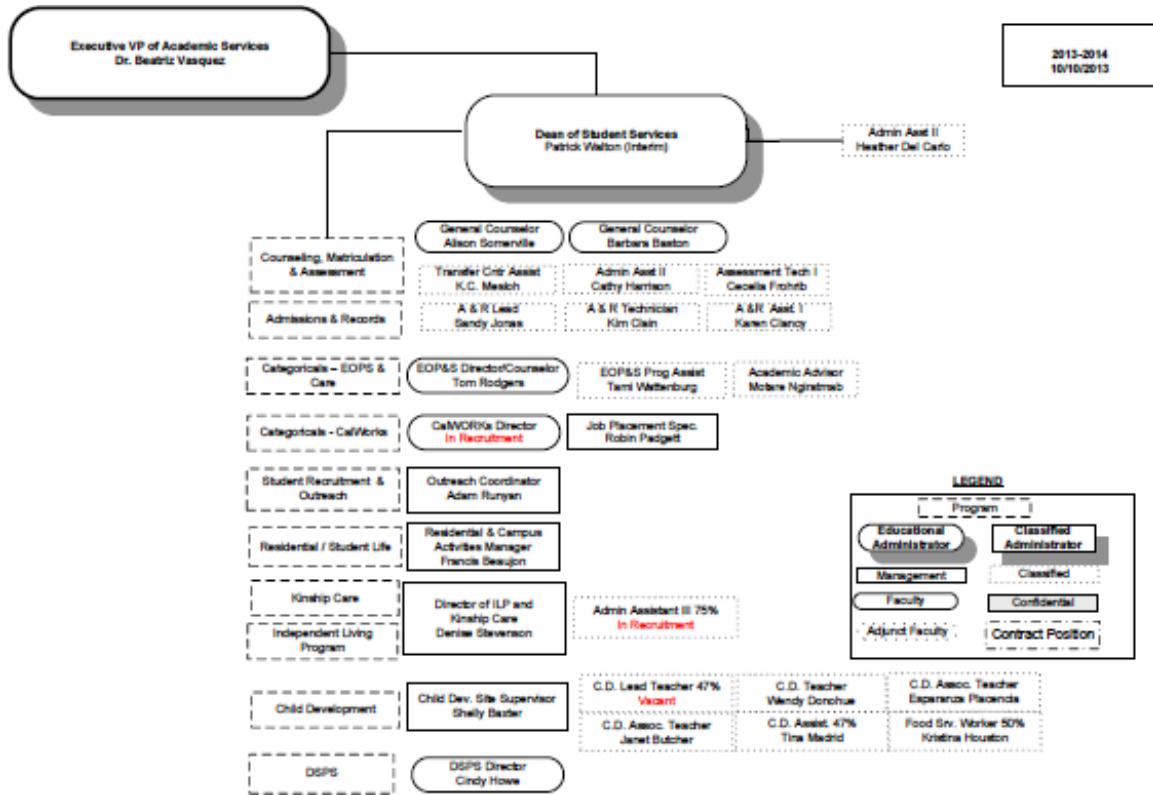 Executive VP of Academic Services
Dr. Beatriz Vasquez
2013-2014
10/10/2013
Dean of Student Services
Patrick Walton (Interim)
Admin Asst II
Heather Del Carlo
Counseling, Matriculation
& Assessment
General Counselor
Alison Somerville
General Counselor
Barbara Baston
Transfer Cntr Assist
K.C. Mesloh
Admin Asst II
Cathy Harrison
Assessment Tech I
Cecelia Frohrib
Admissions & Records
A & R Lead
Sandy Jonas
A & R Technician
Kim Clain
A &R Asst. I
Karen Clancy
Categoricals – EOPS &
Care
EOP&S Director/Counselor
Tom Rodgers
EOP&S Prog Assist
Tami Wattenburg
Academic Advisor
Motare
Categoricals - CalWorks
CalWORKs Director
In Recruitment
Job Placement Spec.
Robin Padgett
Student Recruitment &
Outreach
Outreach Coordinator
Adam Runyan
Residential / Student Life
Residential & Campus
Activities Manager
Francis Beaujon
Kinship Care
Independent Living
Program
Director of ILP and
Kinship Care
Denise Stevenson
Admin Assistant III 75%
In Recruitment
Child Development
Child Dev. Site Supervisor
Shelly Baxter
C.D. Lead Teacher 47%
Vacant
C.D. Teacher
Wendy Donohue
C.D. Assoc. Teacher
Esperanza Placencia
C.D. Assoc. Teacher
Janet Butcher
C.D. Assist. 47%
Tina Madrid
Food Srv. Worker 50%
Kristina Houston
DSPS
DSPS Director
Cindy Howe
LEGEND
Program
Educational
Administrator
Classified
Administrator
Management
Classified
Faculty
Confidential
Adjunct Faculty
Contract Position